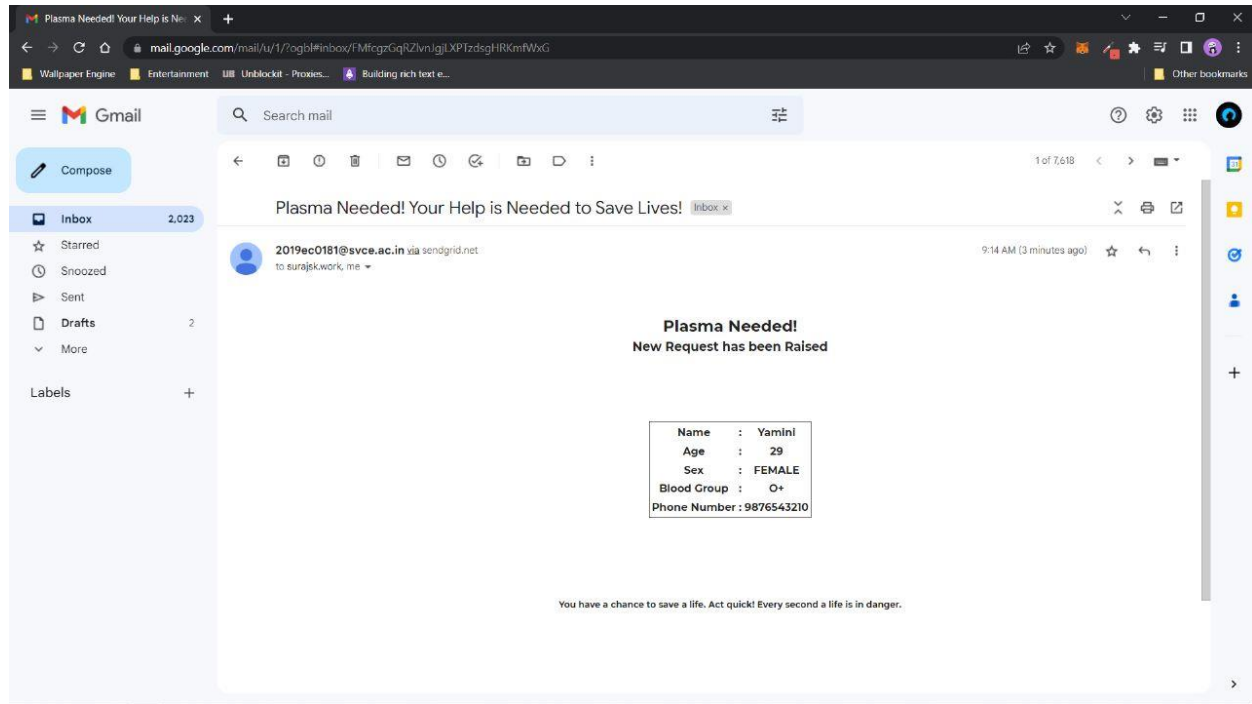 Plasma Needed! Your Help is Ne
mail.google.com/mail/u/1/?ogbl#inbox/
Wallpaper Engine Entertainment UB Unblockit - Proxies... Building rich text e... Other bookmarks
Gmail
Search mail
Compose
1 of 7,618
Inbox 2,023
Starred
Snoozed
Sent
Drafts 2
More
Labels
Plasma Needed! Your Help is Needed to Save Lives! Inbox ×
2019ec0181@svce.ac.in via sendgrid.net 9:14 AM (3 minutes ago)
to surajsk.work, me
Plasma Needed!
New Request has been Raised
Name : Yamini
Age : 29
Sex : FEMALE
Blood Group : O+
Phone Number : 9876543210
You have a chance to save a life. Act quick! Every second a life is in danger.